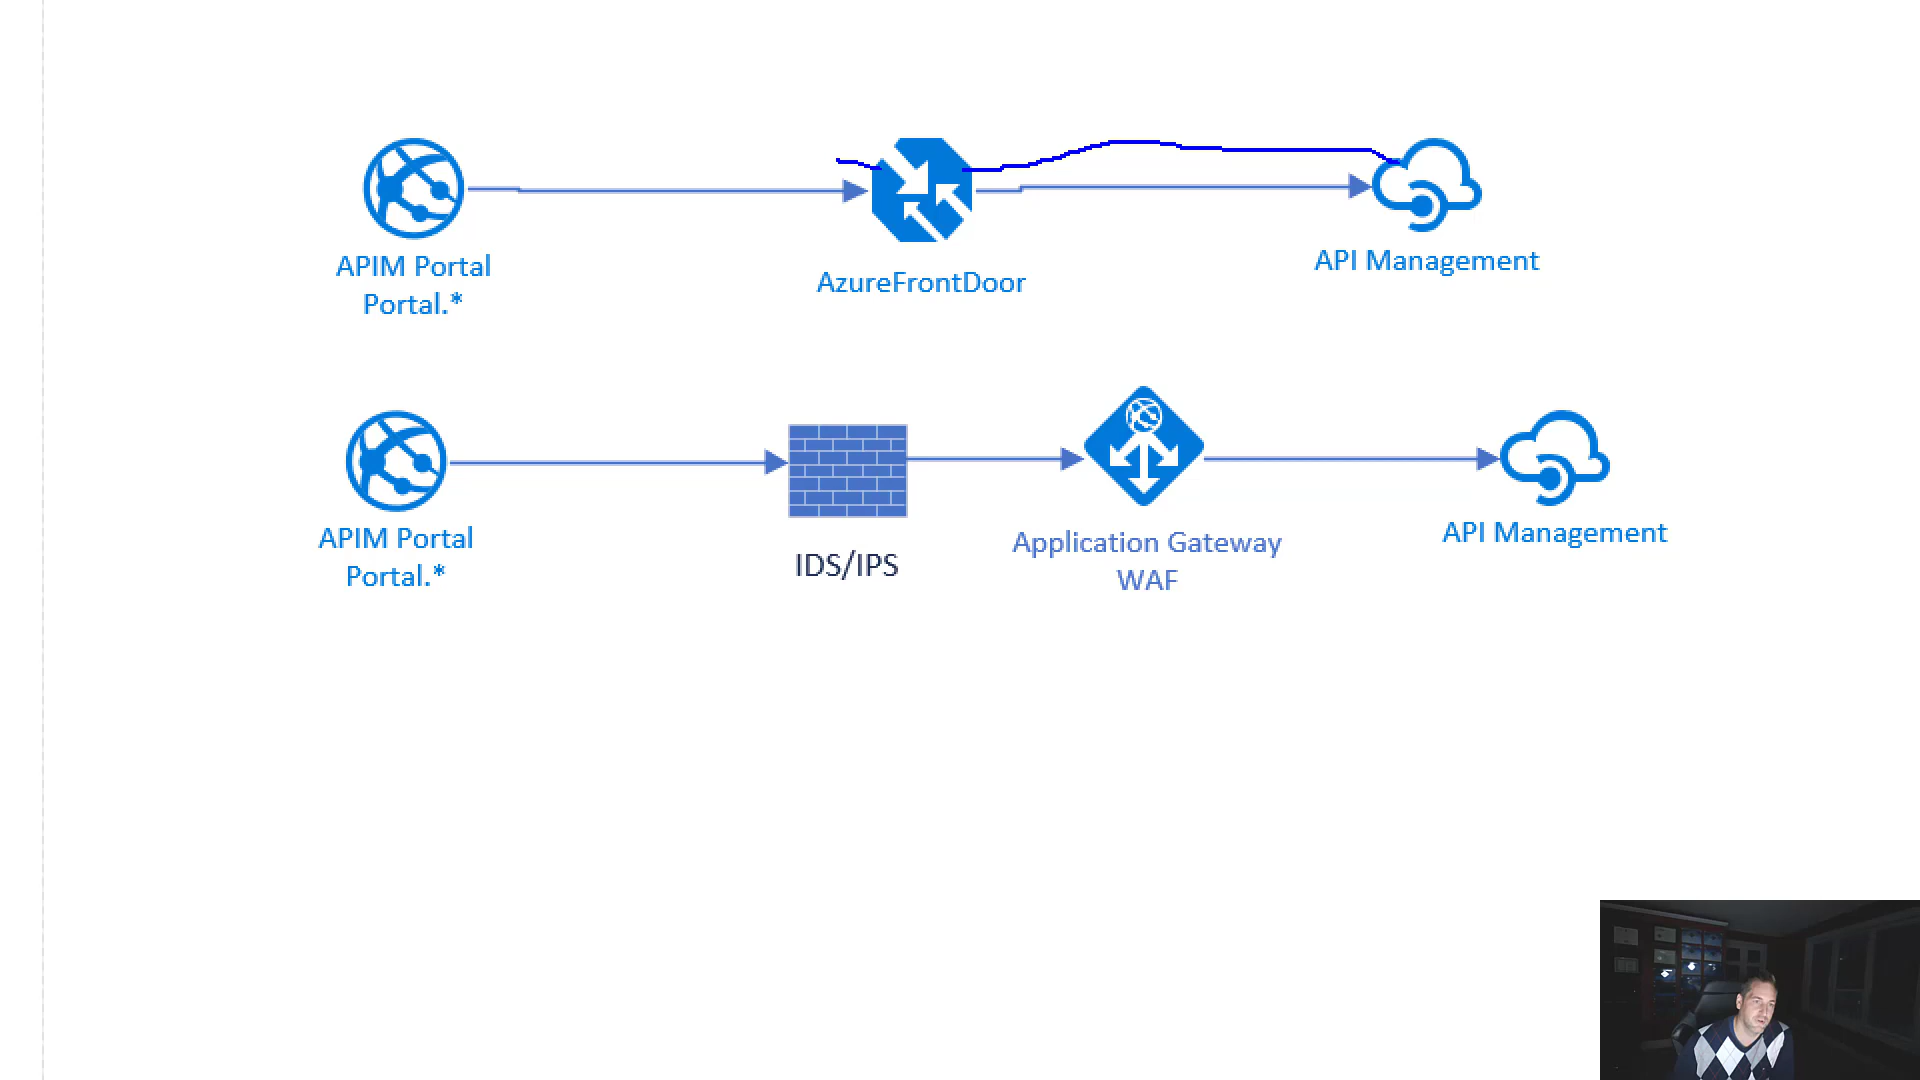 APIM Portal
Portal.*
AzureFrontDoor
API Management
APIM Portal
Portal.*
IDS/IPS
Application Gateway
WAF
API Management